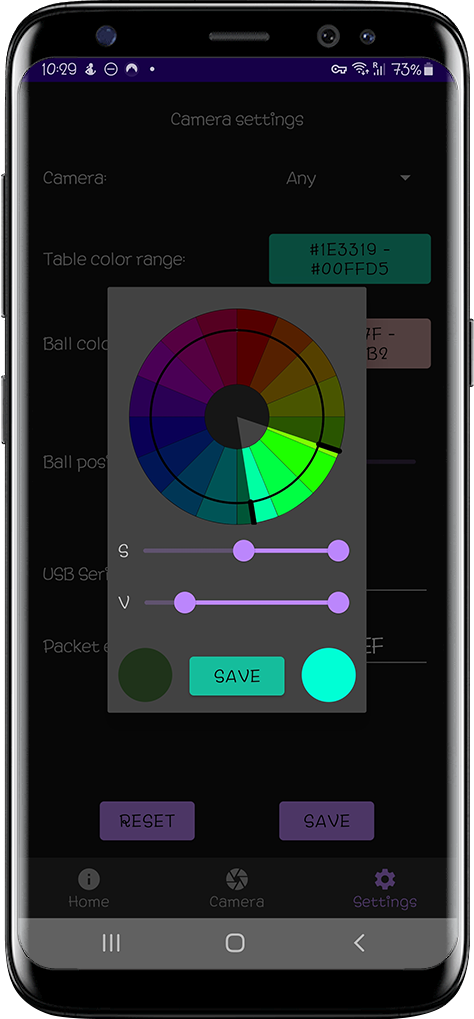 10:29 73%
Camera settings
Camera: Any
Table color range: #1E3319 -
#00FFD5
Ball colo 7F -
B2
Ball pos
S
USB Seri
V
Packet e EF
SAVE
RESET SAVE
Home Camera Settings